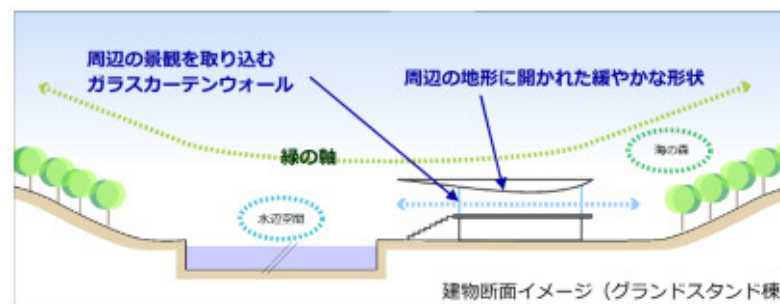 周辺の景観を取り込む
ガラスカーテンウォール
周辺の地形に開かれた緩やかな形状
緑の軸
海の森
水辺空間
建物断面イメージ（グランドスタンド棟